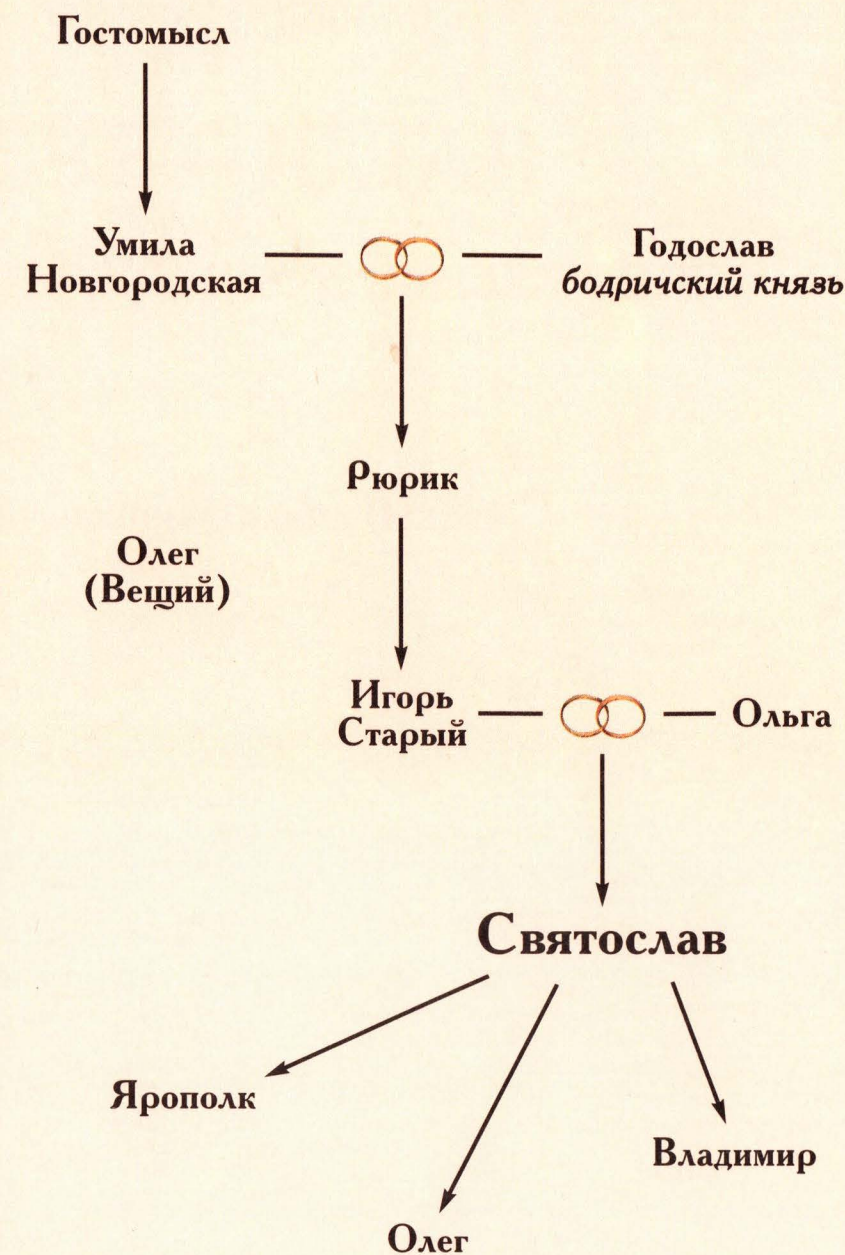 Гостомысл
Умила
Новгородская
Годослав
бодричский князь
Рюрик
Олег
(Вещий)
Игорь
Старый
Ольга
Святослав
Ярополк
Владимир
Олег